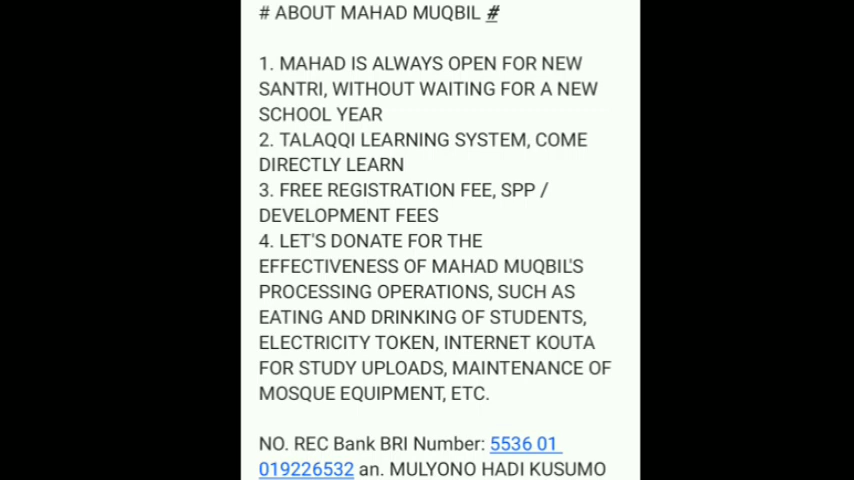 # ABOUT MAHAD MUQBIL #
1. MAHAD IS ALWAYS OPEN FOR NEW
SANTRI, WITHOUT WAITING FOR A NEW
SCHOOL YEAR
2. TALAQQI LEARNING SYSTEM, COME
DIRECTLY LEARN
3. FREE REGISTRATION FEE, SPP /
DEVELOPMENT FEES
4. LET'S DONATE FOR THE
EFFECTIVENESS OF MAHAD MUQBIL'S
PROCESSING OPERATIONS, SUCH AS
EATING AND DRINKING OF STUDENTS,
ELECTRICITY TOKEN, INTERNET KOUTA
FOR STUDY UPLOADS, MAINTENANCE OF
MOSQUE EQUIPMENT, ETC.
NO. REC Bank BRI Number: 5536 01
019226532 an. MULYONO HADI KUSUMO